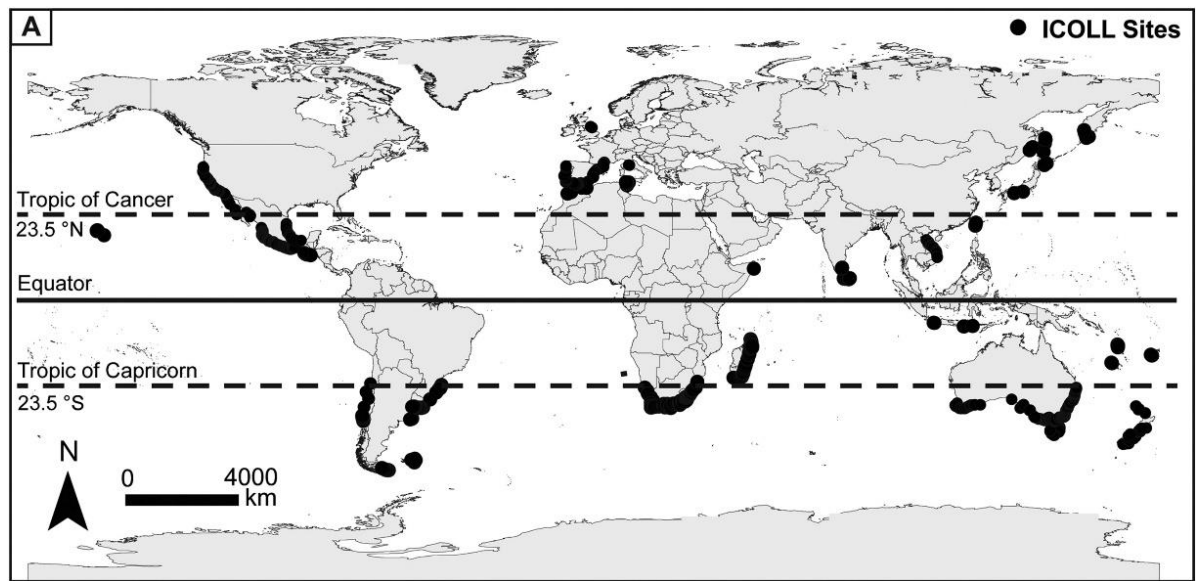 A
ICOLL Sites
Tropic of Cancer
23.5 °N
Equator
Tropic of Capricorn
23.5 °S
N
0 4000
km